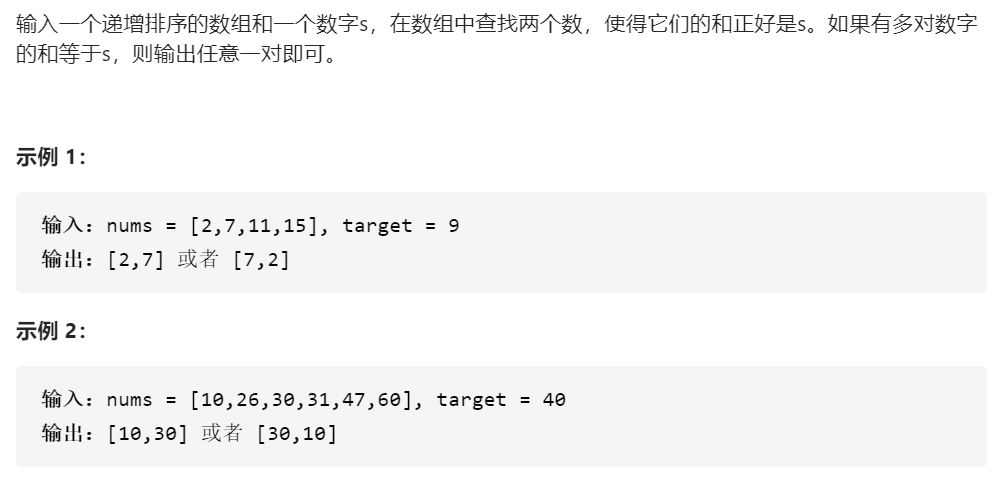 输入一个递增排序的数组和一个数字s，在数组中查找两个数，使得它们的和正好是s。如果有多对数字
的和等于s，则输出任意一对即可。
示例 1：
输入：nums = [2,7,11,15], target = 9
输出：[2,7] 或者 [7,2]
示例 2：
输入：nums = [10,26,30,31,47,60], target = 40
输出：[10,30] 或者 [30,10]